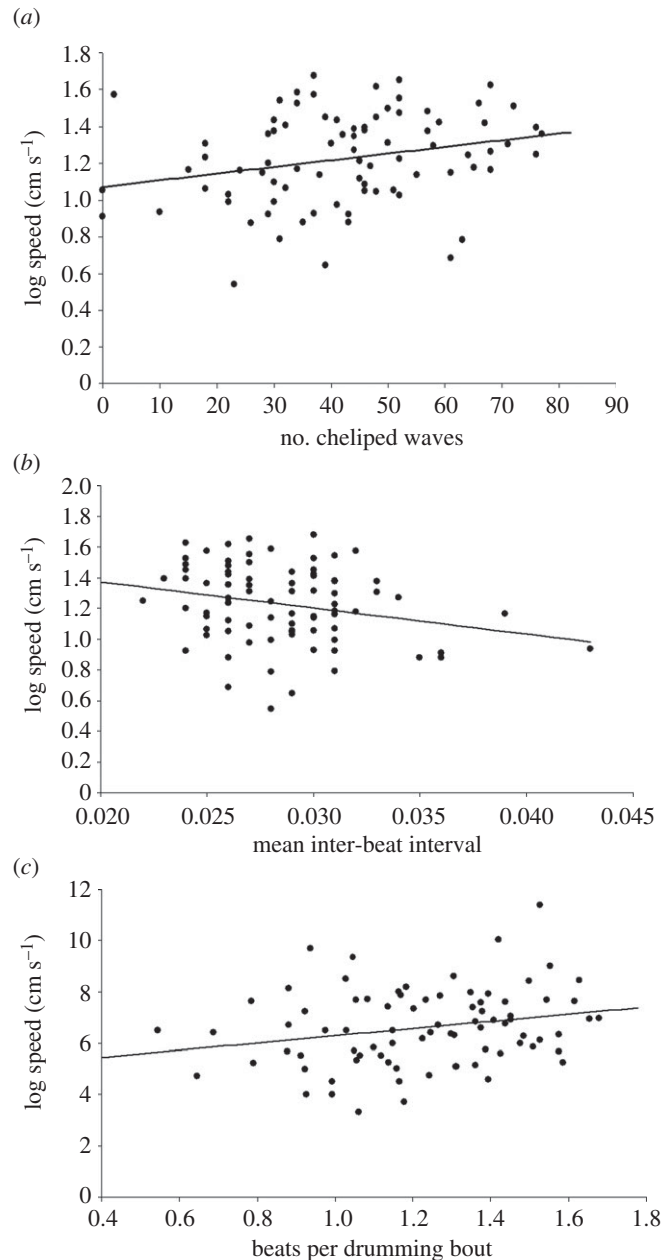 (a)
1.8
1.6
1.4
1.2
1.0
0.8
0.6
0.4
0.2
0
log speed (cm s⁻¹)
0 10 20 30 40 50 60 70 80 90
no. cheliped waves
(b)
2.0
1.8
1.6
1.4
1.2
1.0
0.8
0.6
0.4
0.2
0
log speed (cm s⁻¹)
0.020 0.025 0.030 0.035 0.040 0.045
mean inter-beat interval
(c)
12
10
8
6
4
2
0
log speed (cm s⁻¹)
0.4 0.6 0.8 1.0 1.2 1.4 1.6 1.8
beats per drumming bout